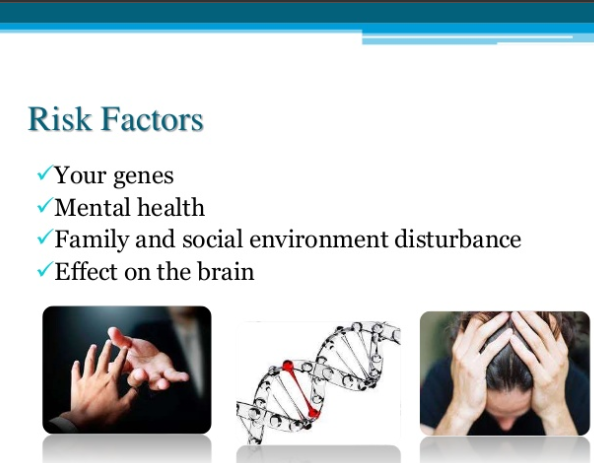 Risk Factors
✓Your genes
✓Mental health
✓Family and social environment disturbance
✓Effect on the brain